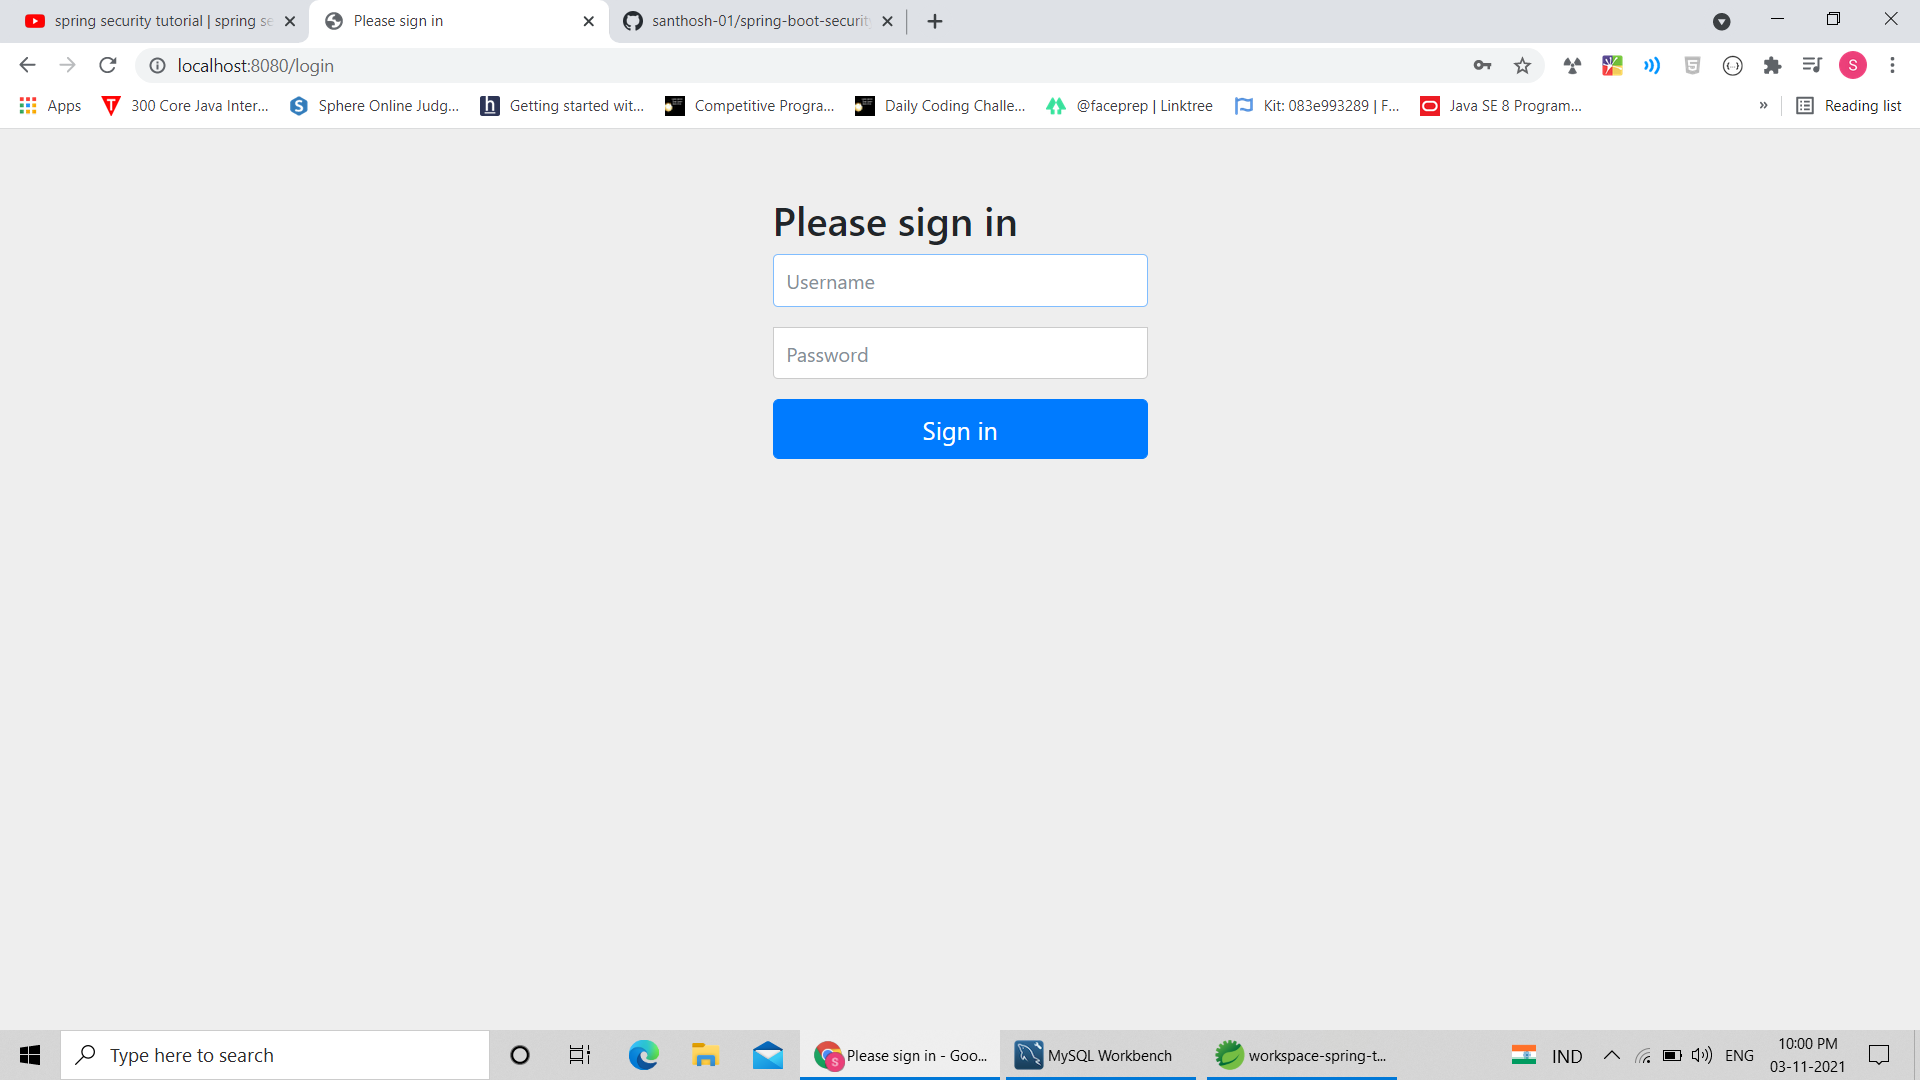 spring security tutorial | spring se
Please sign in
santhosh-01/spring-boot-securit
localhost:8080/login
S
Apps
300 Core Java Inter...
Sphere Online Judg...
Getting started wit...
Competitive Progra...
Daily Coding Challe...
@faceprep | Linktree
Kit: 083e993289 | F...
Java SE 8 Program...
»
Reading list
Please sign in
Username
Password
Sign in
Type here to search
Please sign in - Goo...
MySQL Workbench
workspace-spring-t...
IND
ENG
10:00 PM
03-11-2021